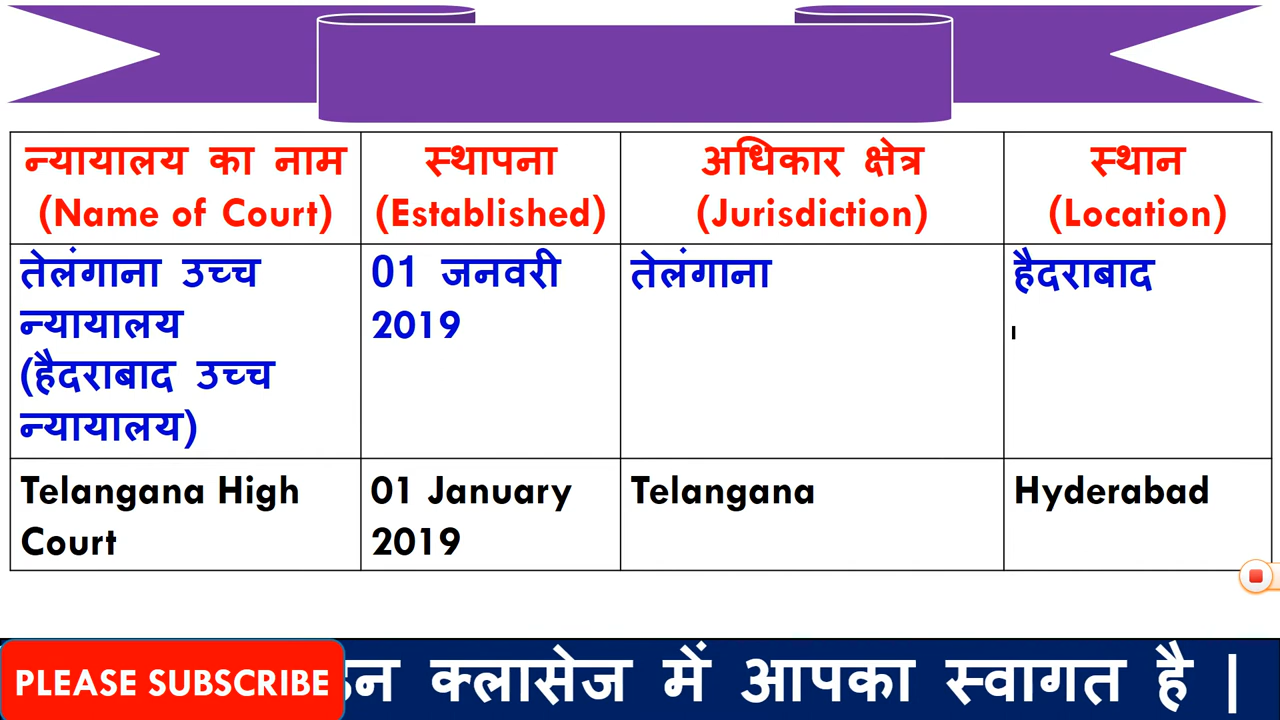 न्यायालय का नाम
(Name of Court)
स्थापना
(Established)
अधिकार क्षेत्र
(Jurisdiction)
स्थान
(Location)
तेलंगाना उच्च
न्यायालय
(हैदराबाद उच्च
न्यायालय)
01 जनवरी
2019
तेलंगाना
हैदराबाद
Telangana High
Court
01 January
2019
Telangana
Hyderabad
PLEASE SUBSCRIBE
क्लासेज में आपका स्वागत है |